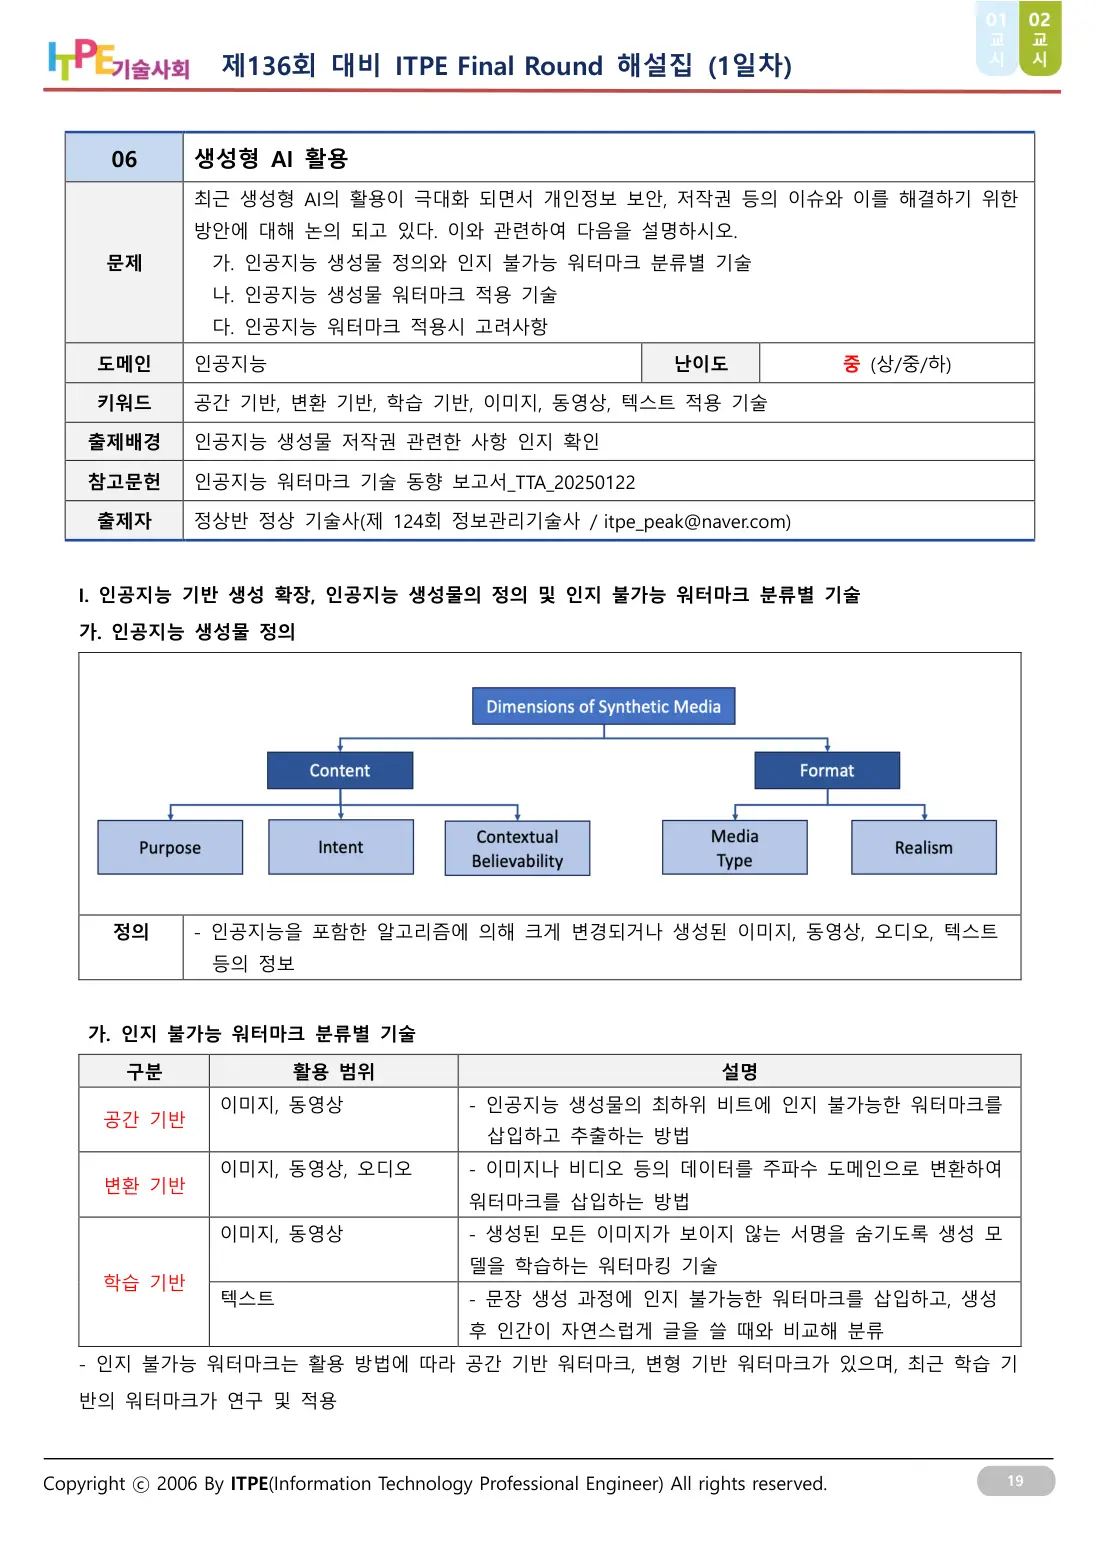 ITPE기술사회 제136회 대비 ITPE Final Round 해설집 (1일차)
01 교시
02 교시
06 생성형 AI 활용
문제
최근 생성형 AI의 활용이 극대화 되면서 개인정보 보안, 저작권 등의 이슈와 이를 해결하기 위한
방안에 대해 논의 되고 있다. 이와 관련하여 다음을 설명하시오.
가. 인공지능 생성물 정의와 인지 불가능 워터마크 분류별 기술
나. 인공지능 생성물 워터마크 적용 기술
다. 인공지능 워터마크 적용시 고려사항
도메인 인공지능 난이도 중 (상/중/하)
키워드 공간 기반, 변환 기반, 학습 기반, 이미지, 동영상, 텍스트 적용 기술
출제배경 인공지능 생성물 저작권 관련한 사항 인지 확인
참고문헌 인공지능 워터마크 기술 동향 보고서_TTA_20250122
출제자 정상반 정상 기술사(제 124회 정보관리기술사 / itpe_peak@naver.com)
I. 인공지능 기반 생성 확장, 인공지능 생성물의 정의 및 인지 불가능 워터마크 분류별 기술
가. 인공지능 생성물 정의
Dimensions of Synthetic Media
Content Format
Purpose
Intent
Contextual
Believability
Media
Type
Realism
정의 - 인공지능을 포함한 알고리즘에 의해 크게 변경되거나 생성된 이미지, 동영상, 오디오, 텍스트
등의 정보
가. 인지 불가능 워터마크 분류별 기술
구분 활용 범위 설명
공간 기반
이미지, 동영상
- 인공지능 생성물의 최하위 비트에 인지 불가능한 워터마크를
삽입하고 추출하는 방법
변환 기반
이미지, 동영상, 오디오
- 이미지나 비디오 등의 데이터를 주파수 도메인으로 변환하여
워터마크를 삽입하는 방법
학습 기반
이미지, 동영상
- 생성된 모든 이미지가 보이지 않는 서명을 숨기도록 생성 모
델을 학습하는 워터마킹 기술
텍스트
- 문장 생성 과정에 인지 불가능한 워터마크를 삽입하고, 생성
후 인간이 자연스럽게 글을 쓸 때와 비교해 분류
- 인지 불가능 워터마크는 활용 방법에 따라 공간 기반 워터마크, 변형 기반 워터마크가 있으며, 최근 학습 기
반의 워터마크가 연구 및 적용
Copyright ⓒ 2006 By ITPE(Information Technology Professional Engineer) All rights reserved.
19